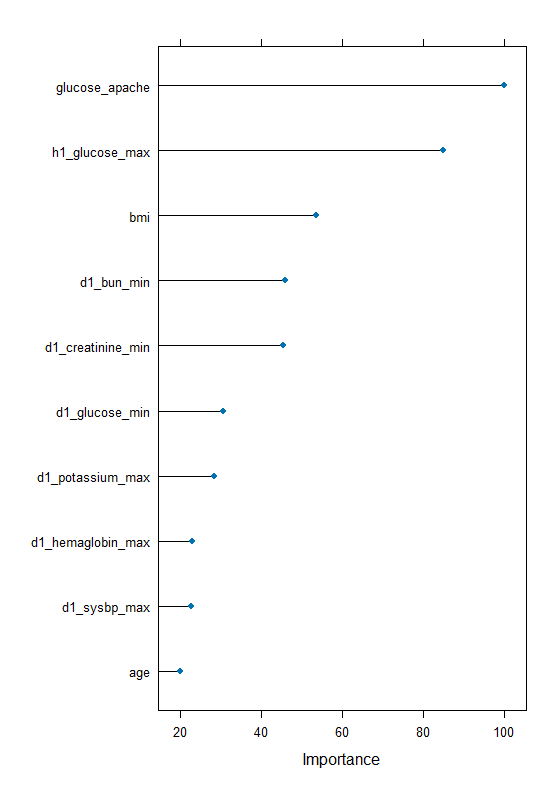 glucose_apache
h1_glucose_max
bmi
d1_bun_min
d1_creatinine_min
d1_glucose_min
d1_potassium_max
d1_hemaglobin_max
d1_sysbp_max
age
20 40 60 80 100
Importance